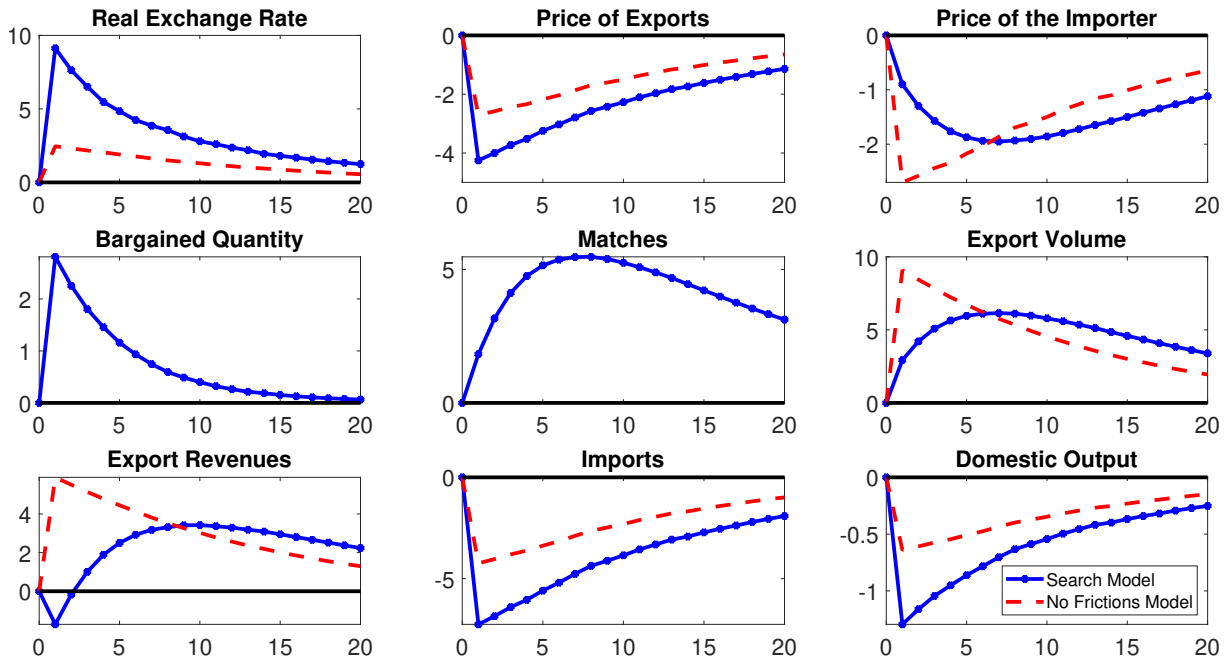 Real Exchange Rate
10
5
0
0 5 10 15 20
Price of Exports
0
-2
-4
0 5 10 15 20
Price of the Importer
0
-1
-2
0 5 10 15 20
Bargained Quantity
2
1
0
0 5 10 15 20
Matches
5
0
0 5 10 15 20
Export Volume
10
5
0
0 5 10 15 20
Export Revenues
4
2
0
0 5 10 15 20
Imports
0
-5
0 5 10 15 20
Domestic Output
0
-0.5
-1
Search Model
No Frictions Model
0 5 10 15 20